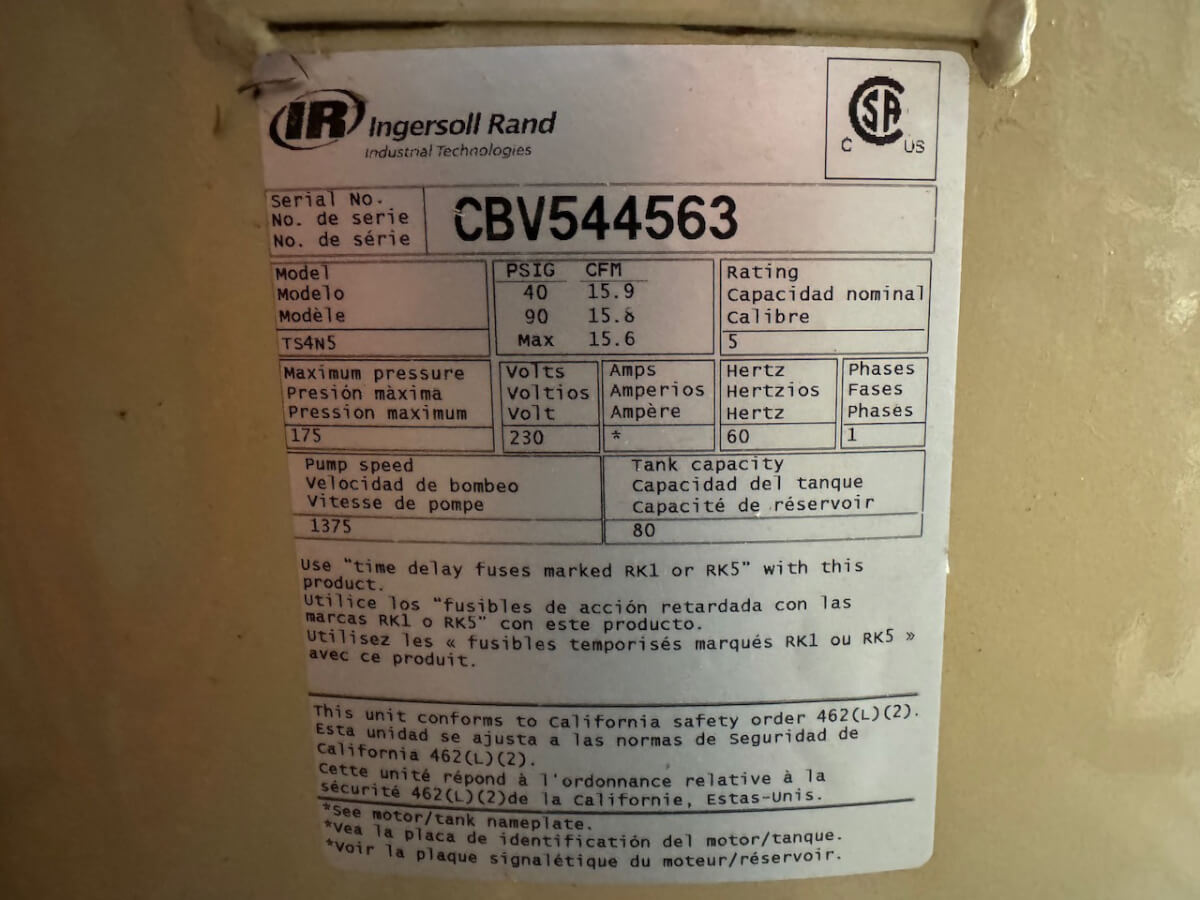 IR Ingersoll Rand
Industrial Technologies
CSA
C US
Serial No.
No. de serie
No. de série
CBV544563
Model
Modelo
Modèle
TS4N5
PSIG CFM
40 15.9
90 15.8
Max 15.6
Rating
Capacidad nominal
Calibre
5
Maximum pressure
Presión màxima
Pression maximum
175
Volts
Voltios
Volt
230
Amps
Amperios
Ampère
*
Hertz
Hertzios
Hertz
60
Phases
Fases
Phases
1
Pump speed
Velocidad de bombeo
Vitesse de pompe
1375
Tank capacity
Capacidad del tanque
Capacité de réservoir
80
Use "time delay fuses marked RK1 or RK5" with this
product.
Utilice los "fusibles de acción retardada con las
marcas RK1 o RK5" con este producto.
Utilisez les « fusibles temporisés marqués RK1 ou RK5 »
avec ce produit.
This unit conforms to California safety order 462(L)(2).
Esta unidad se ajusta a las normas de Seguridad de
California 462(L)(2).
Cette unité répond à l'ordonnance relative à la
sécurité 462(L)(2)de la Californie, Estas-Unis.
*See motor/tank nameplate.
*Vea la placa de identificación del motor/tanque.
*Voir la plaque signalétique du moteur/réservoir.